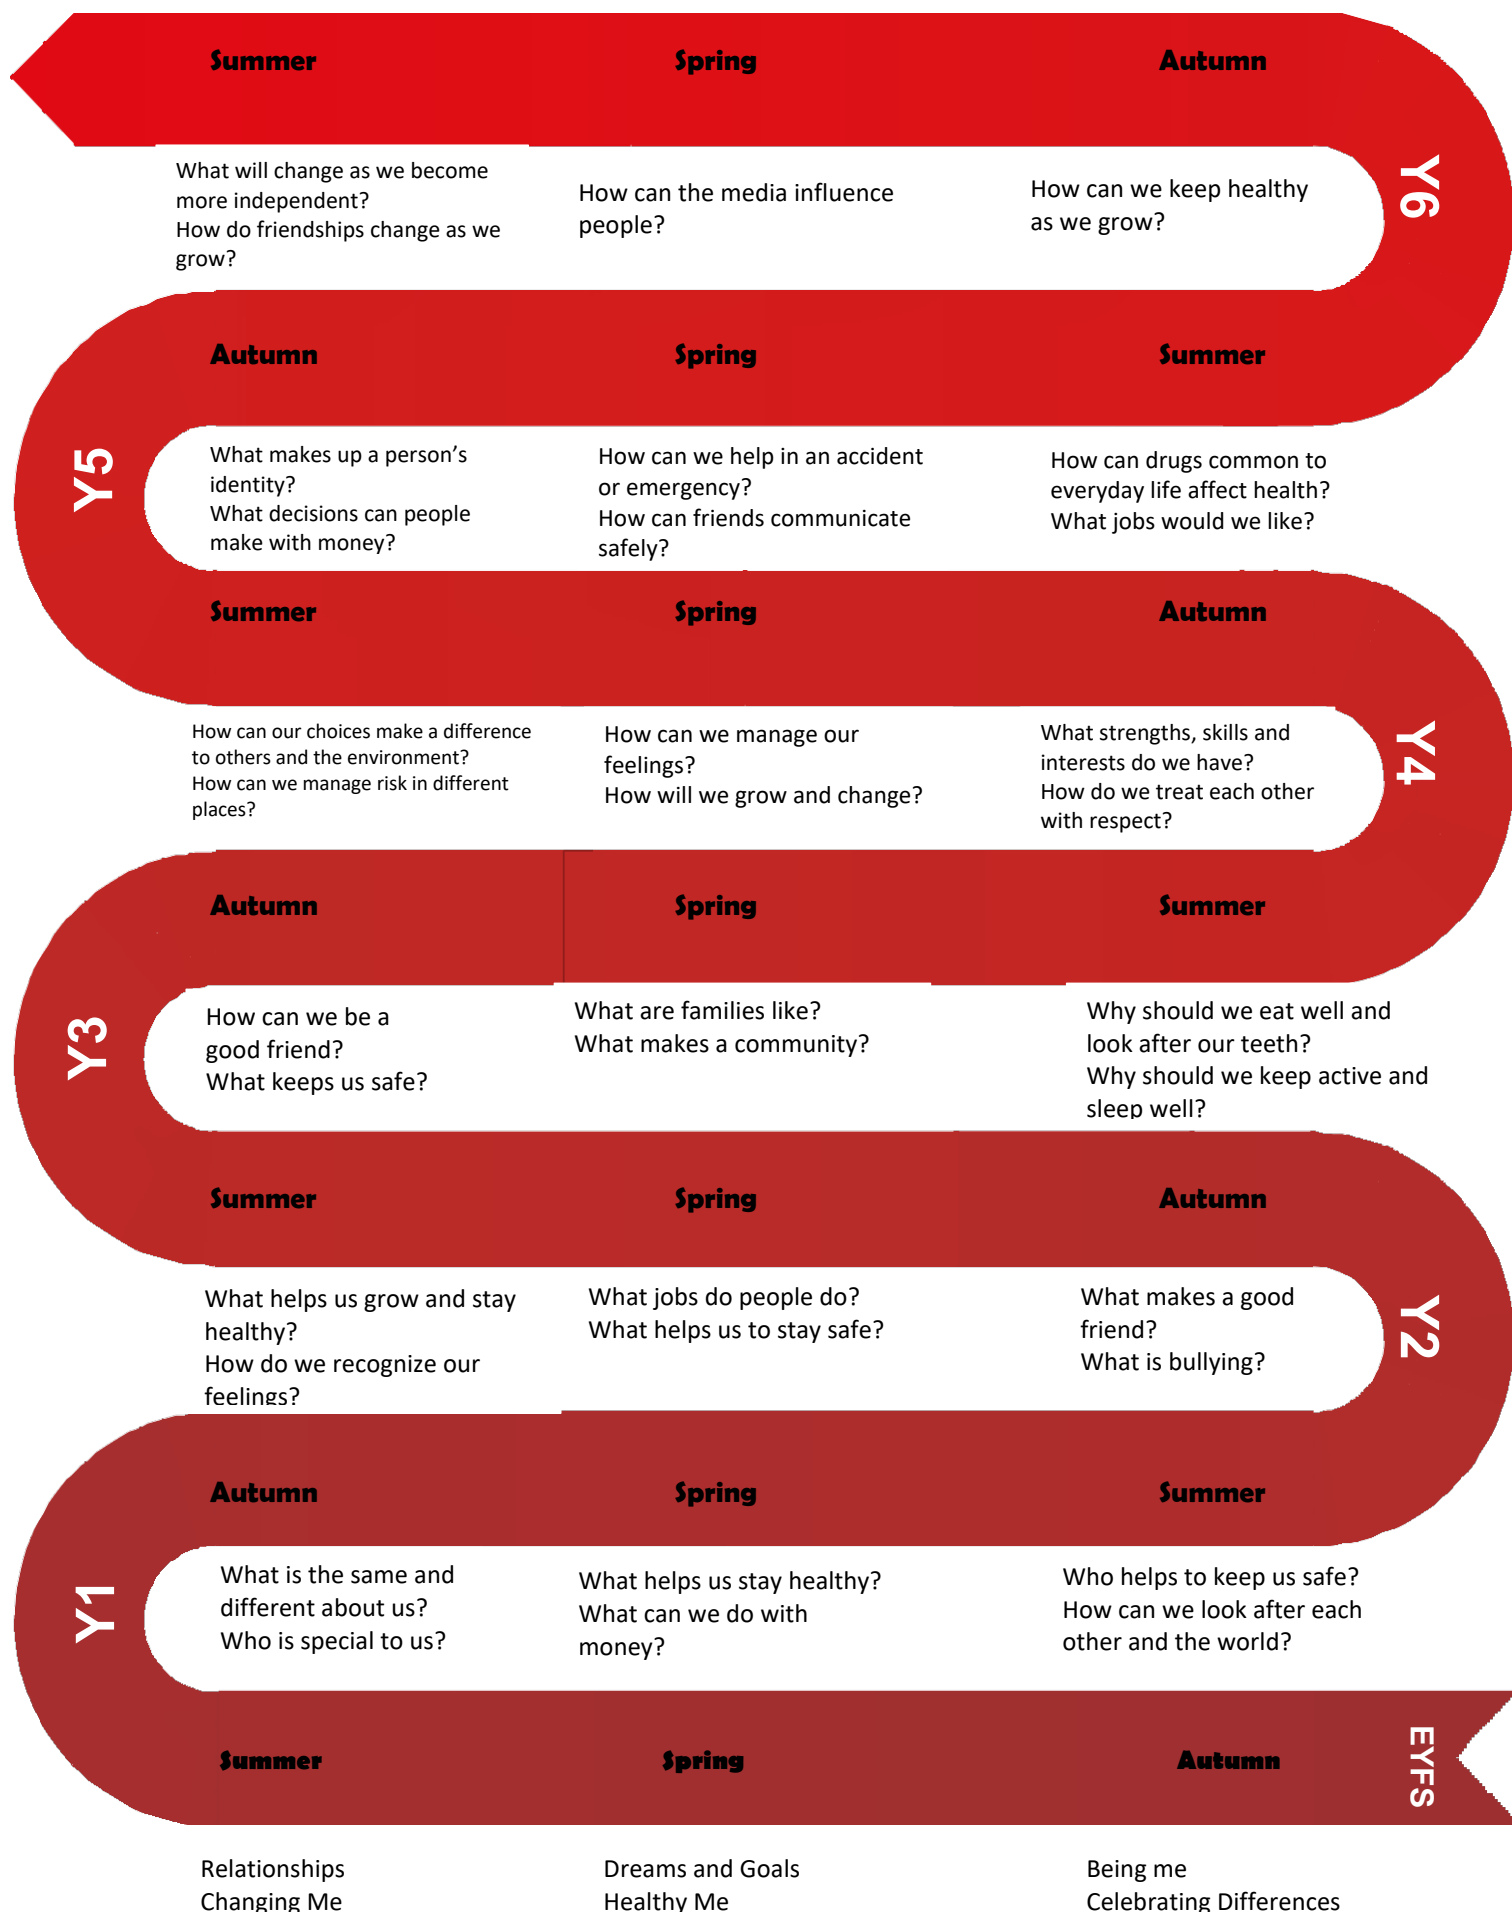 Summer
Spring
Autumn
What will change as we become
more independent?
How do friendships change as we
grow?
How can the media influence
people?
How can we keep healthy
as we grow?
Y6
Autumn
Spring
Summer
Y5
What makes up a person’s
identity?
What decisions can people
make with money?
How can we help in an accident
or emergency?
How can friends communicate
safely?
How can drugs common to
everyday life affect health?
What jobs would we like?
Summer
Spring
Autumn
How can our choices make a difference
to others and the environment?
How can we manage risk in different
places?
How can we manage our
feelings?
How will we grow and change?
What strengths, skills and
interests do we have?
How do we treat each other
with respect?
Y4
Autumn
Spring
Summer
Y3
How can we be a
good friend?
What keeps us safe?
What are families like?
What makes a community?
Why should we eat well and
look after our teeth?
Why should we keep active and
sleep well?
Summer
Spring
Autumn
What helps us grow and stay
healthy?
How do we recognize our
feelings?
What jobs do people do?
What helps us to stay safe?
What makes a good
friend?
What is bullying?
Y2
Autumn
Spring
Summer
Y1
What is the same and
different about us?
Who is special to us?
What helps us stay healthy?
What can we do with
money?
Who helps to keep us safe?
How can we look after each
other and the world?
Summer
Spring
Autumn
EYFS
Relationships
Changing Me
Dreams and Goals
Healthy Me
Being me
Celebrating Differences